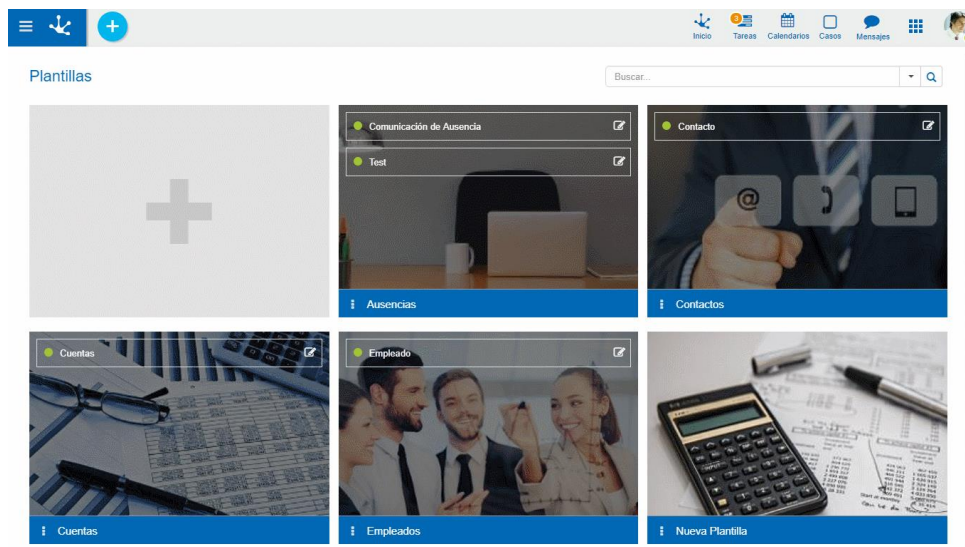 3
Inicio
Tareas
Calendarios
Casos
Mensajes
Plantillas
Buscar...
Comunicación de Ausencia
Test
Ausencias
Contacto
@
Contactos
Cuentas
Cuentas
Empleado
Empleados
Nueva Plantilla